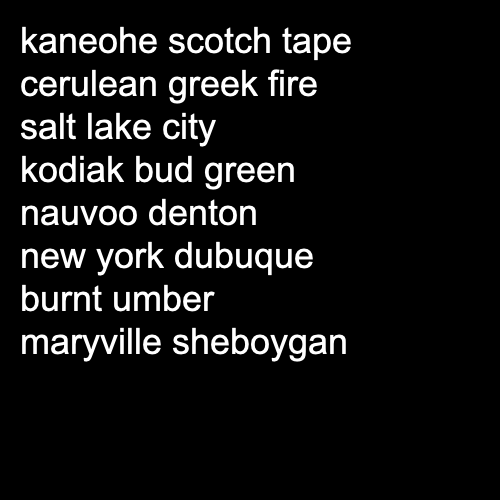 kaneohe scotch tape
cerulean greek fire
salt lake city
kodiak bud green
nauvoo denton
new york dubuque
burnt umber
maryville sheboygan